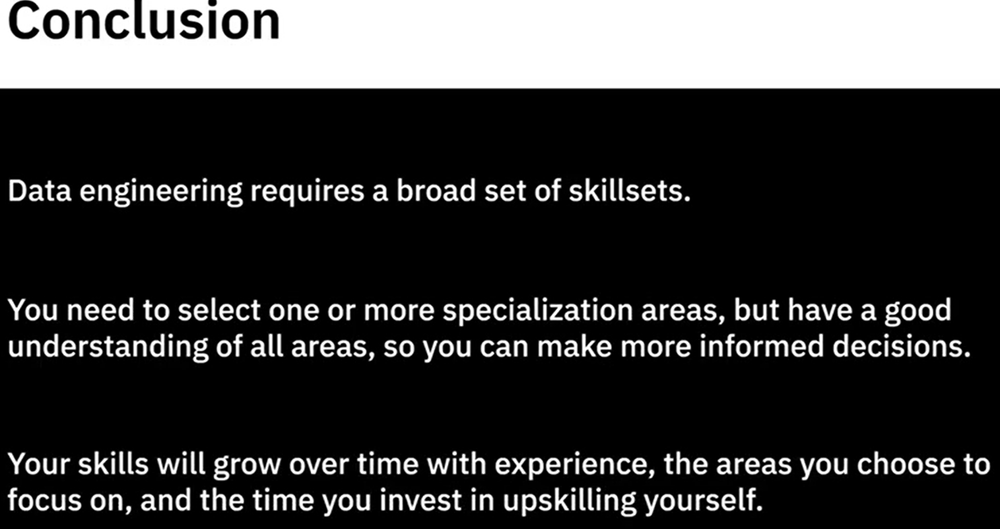 Conclusion
Data engineering requires a broad set of skillsets.
You need to select one or more specialization areas, but have a good
understanding of all areas, so you can make more informed decisions.
Your skills will grow over time with experience, the areas you choose to
focus on, and the time you invest in upskilling yourself.